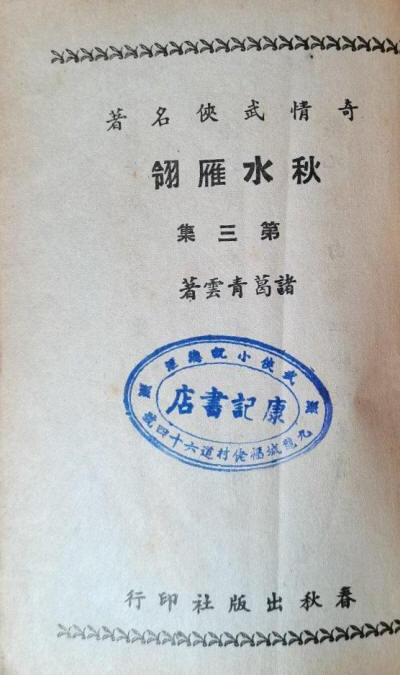 奇情武俠名著
秋水雁翎
第三集
諸葛青雲著
武俠小說總匯
康記書店
九龍城福佬村道六十四號
春秋出版社印行